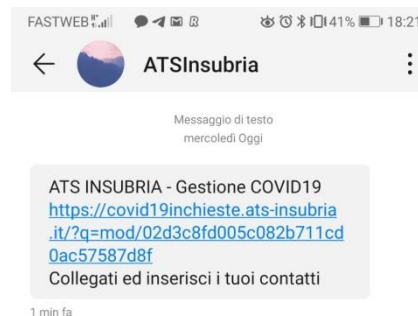 FASTWEB 41% 18:21
ATSInsubria
Messaggio di testo
mercoledì Oggi
ATS INSUBRIA - Gestione COVID19
https://covid19inchieste.ats-insubria
.it/?q=mod/02d3c8fd005c082b711cd
0ac57587d8f
Collegati ed inserisci i tuoi contatti
1 min fa